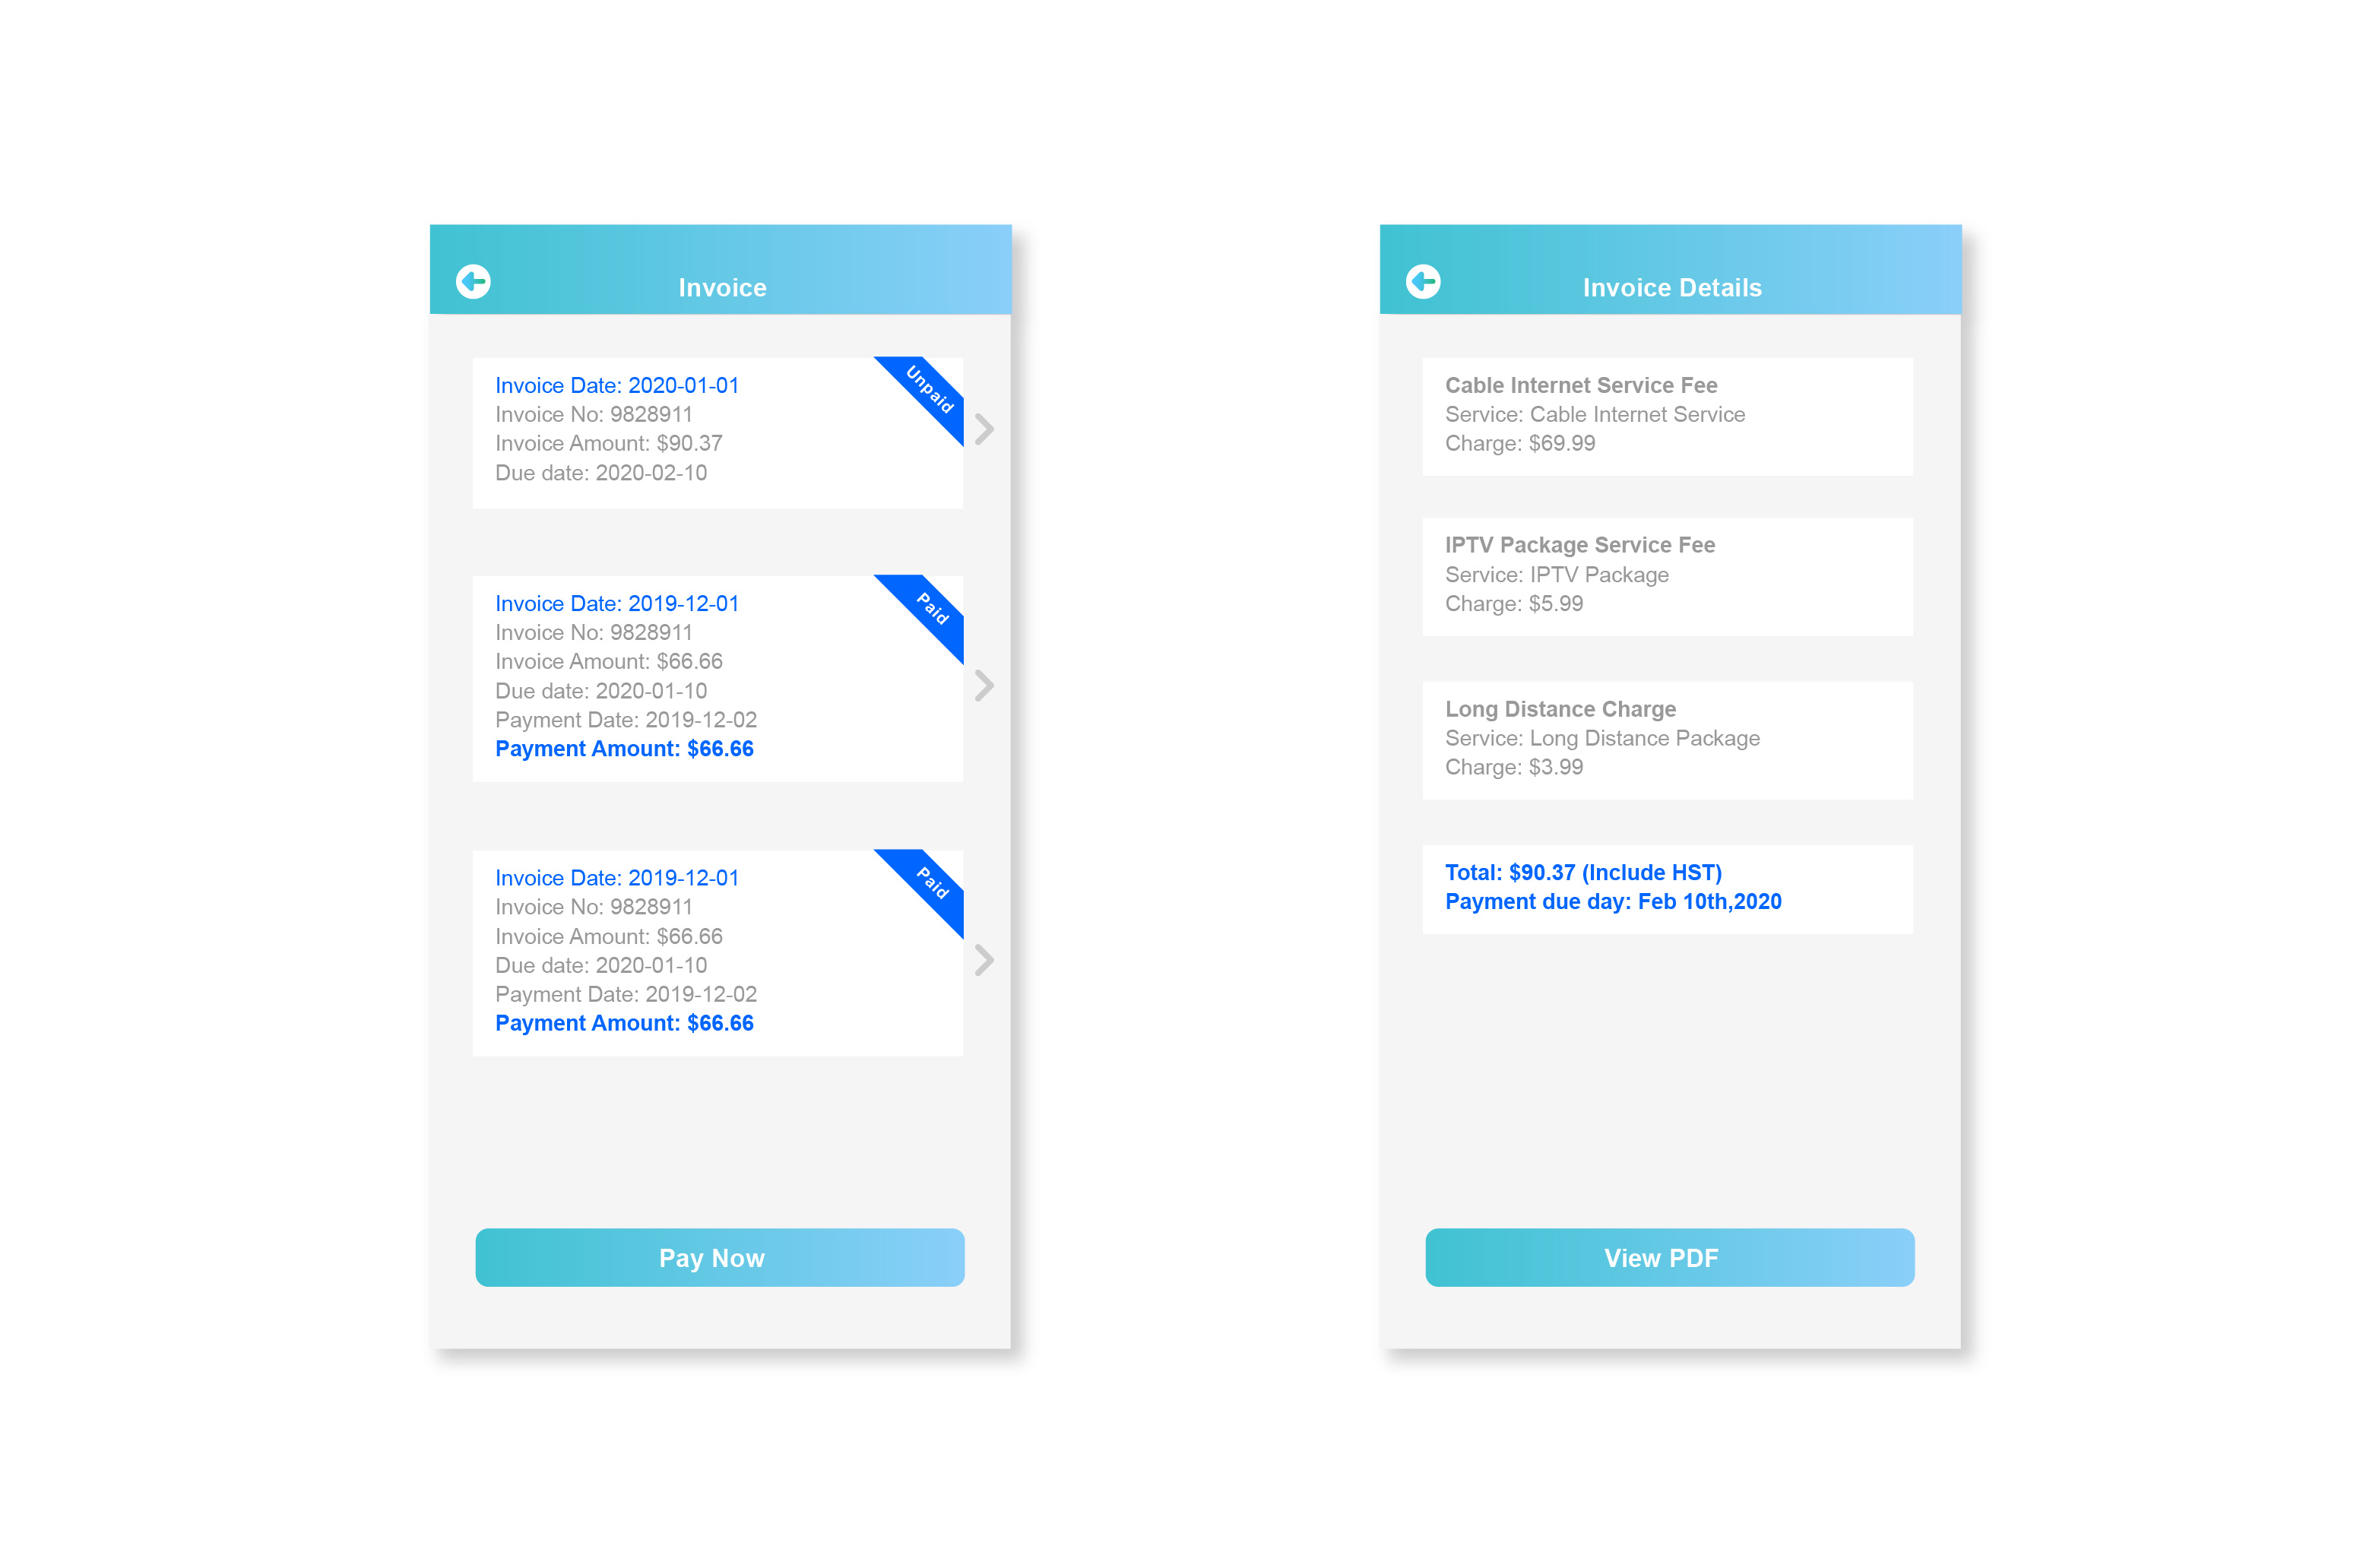 Invoice
Invoice Date: 2020-01-01
Unpaid
Invoice No: 9828911
Invoice Amount: $90.37
Due date: 2020-02-10
Invoice Date: 2019-12-01
Paid
Invoice No: 9828911
Invoice Amount: $66.66
Due date: 2020-01-10
Payment Date: 2019-12-02
Payment Amount: $66.66
Invoice Date: 2019-12-01
Paid
Invoice No: 9828911
Invoice Amount: $66.66
Due date: 2020-01-10
Payment Date: 2019-12-02
Payment Amount: $66.66
Pay Now
Invoice Details
Cable Internet Service Fee
Service: Cable Internet Service
Charge: $69.99
IPTV Package Service Fee
Service: IPTV Package
Charge: $5.99
Long Distance Charge
Service: Long Distance Package
Charge: $3.99
Total: $90.37 (Include HST)
Payment due day: Feb 10th,2020
View PDF